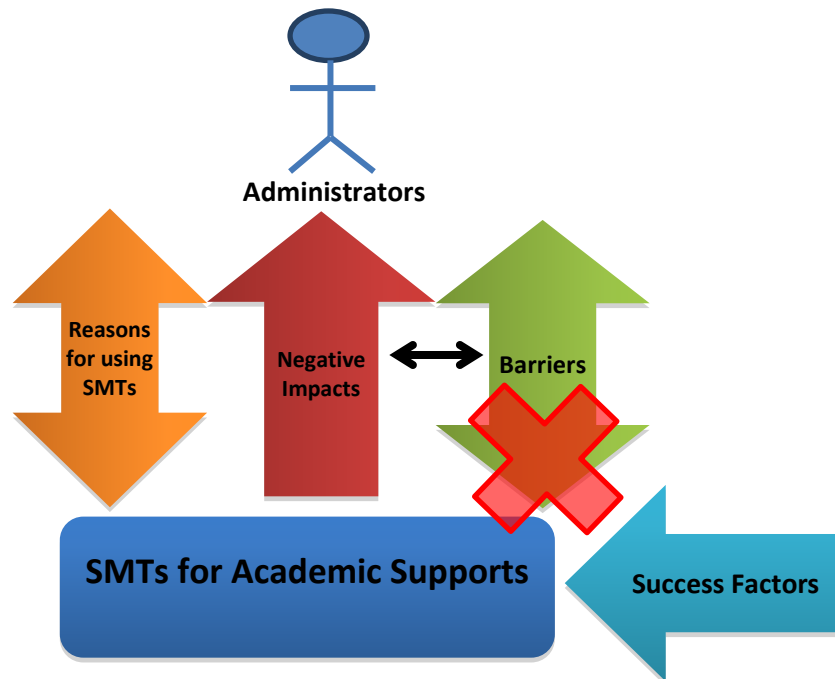 Administrators
Reasons
for using
SMTs
Negative
Impacts
Barriers
SMTs for Academic Supports
Success Factors